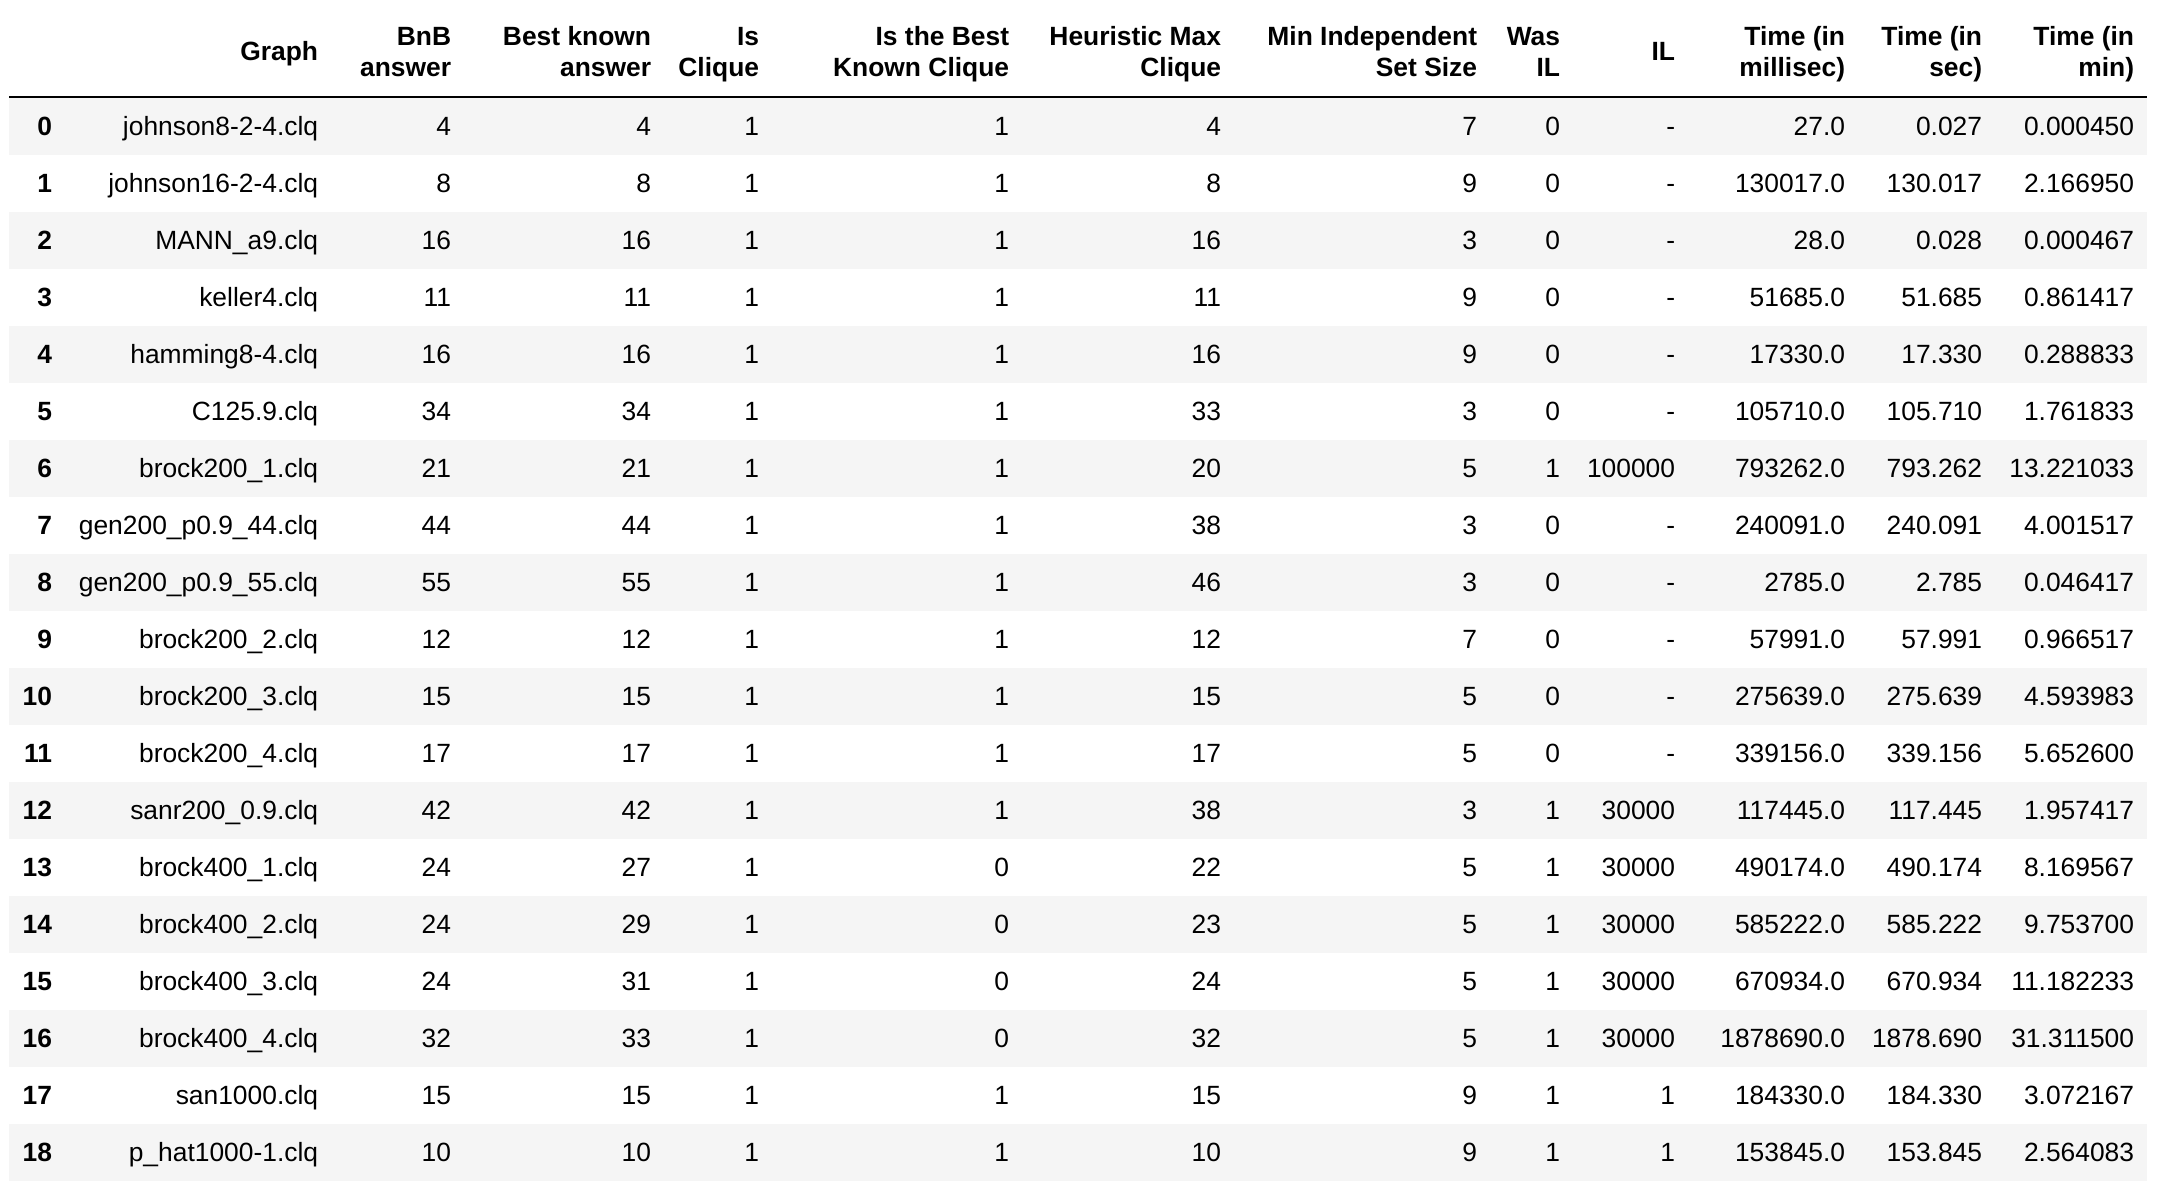 Graph BnB answer Best known answer Is Clique Is the Best Known Clique Heuristic Max Clique Min Independent Set Size Was IL IL Time (in millisec) Time (in sec) Time (in min)
0 johnson8-2-4.clq 4 4 1 1 4 7 0 - 27.0 0.027 0.000450
1 johnson16-2-4.clq 8 8 1 1 8 9 0 - 130017.0 130.017 2.166950
2 MANN_a9.clq 16 16 1 1 16 3 0 - 28.0 0.028 0.000467
3 keller4.clq 11 11 1 1 11 9 0 - 51685.0 51.685 0.861417
4 hamming8-4.clq 16 16 1 1 16 9 0 - 17330.0 17.330 0.288833
5 C125.9.clq 34 34 1 1 33 3 0 - 105710.0 105.710 1.761833
6 brock200_1.clq 21 21 1 1 20 5 1 100000 793262.0 793.262 13.221033
7 gen200_p0.9_44.clq 44 44 1 1 38 3 0 - 240091.0 240.091 4.001517
8 gen200_p0.9_55.clq 55 55 1 1 46 3 0 - 2785.0 2.785 0.046417
9 brock200_2.clq 12 12 1 1 12 7 0 - 57991.0 57.991 0.966517
10 brock200_3.clq 15 15 1 1 15 5 0 - 275639.0 275.639 4.593983
11 brock200_4.clq 17 17 1 1 17 5 0 - 339156.0 339.156 5.652600
12 sanr200_0.9.clq 42 42 1 1 38 3 1 30000 117445.0 117.445 1.957417
13 brock400_1.clq 24 27 1 0 22 5 1 30000 490174.0 490.174 8.169567
14 brock400_2.clq 24 29 1 0 23 5 1 30000 585222.0 585.222 9.753700
15 brock400_3.clq 24 31 1 0 24 5 1 30000 670934.0 670.934 11.182233
16 brock400_4.clq 32 33 1 0 32 5 1 30000 1878690.0 1878.690 31.311500
17 san1000.clq 15 15 1 1 15 9 1 1 184330.0 184.330 3.072167
18 p_hat1000-1.clq 10 10 1 1 10 9 1 1 153845.0 153.845 2.564083